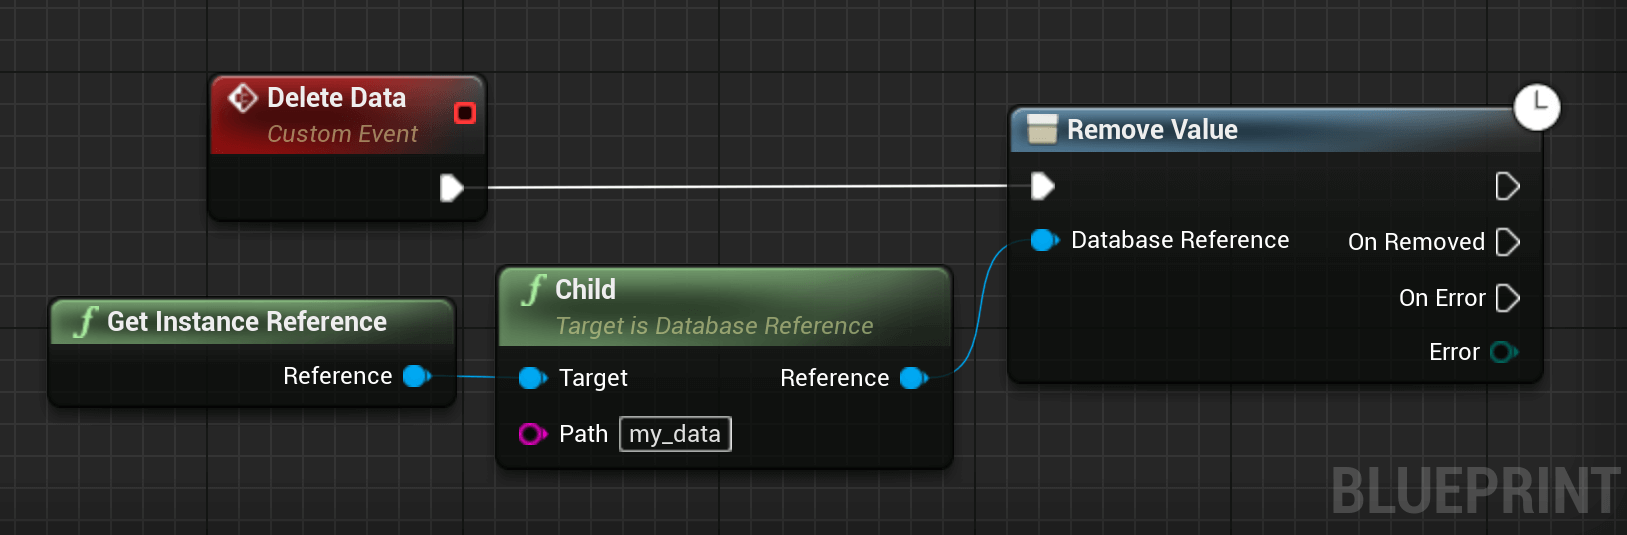 Delete Data
Custom Event
Remove Value
Database Reference
On Removed
On Error
Error
Child
Target is Database Reference
Target
Reference
Path
my_data
Get Instance Reference
Reference
BLUEPRINT